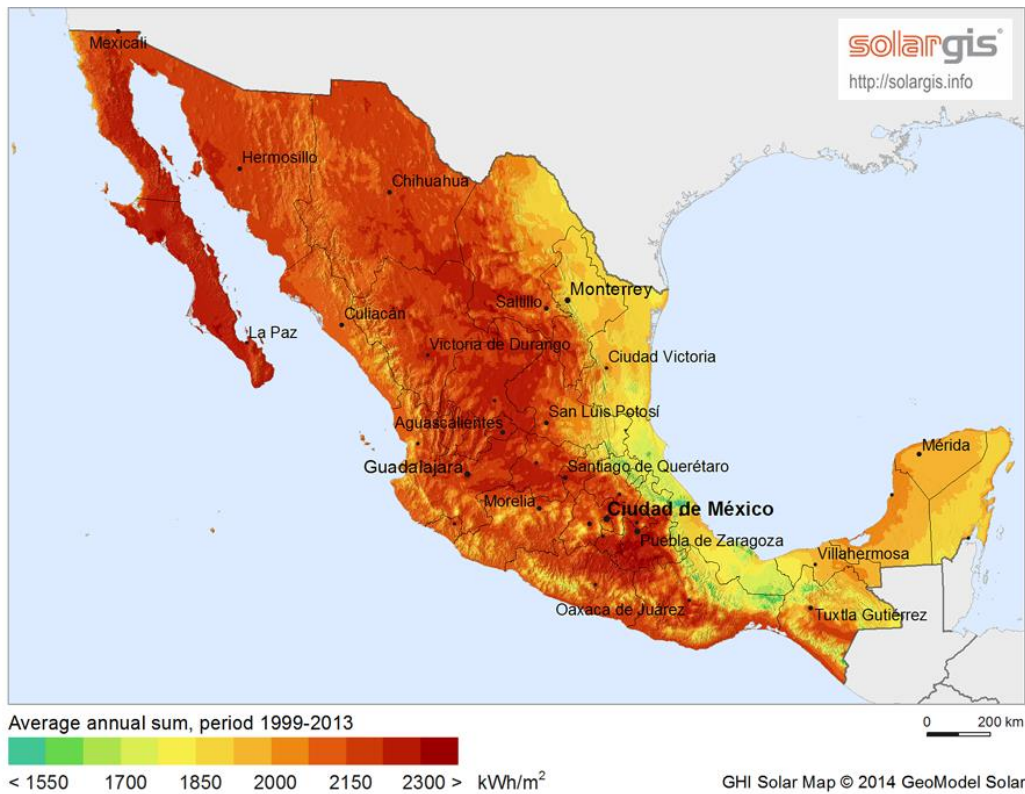 solargis®
http://solargis.info
Mexicali
Hermosillo
Chihuahua
Monterrey
Saltillo
Culiacán
La Paz
Victoria de Durango
Ciudad Victoria
San Luis Potosí
Aguascalientes
Mérida
Guadalajara
Santiago de Querétaro
Morelia
Ciudad de México
Puebla de Zaragoza
Villahermosa
Oaxaca de Juárez
Tuxtla Gutiérrez
Average annual sum, period 1999-2013
0 200 km
< 1550 1700 1850 2000 2150 2300 > kWh/m²
GHI Solar Map © 2014 GeoModel Solar